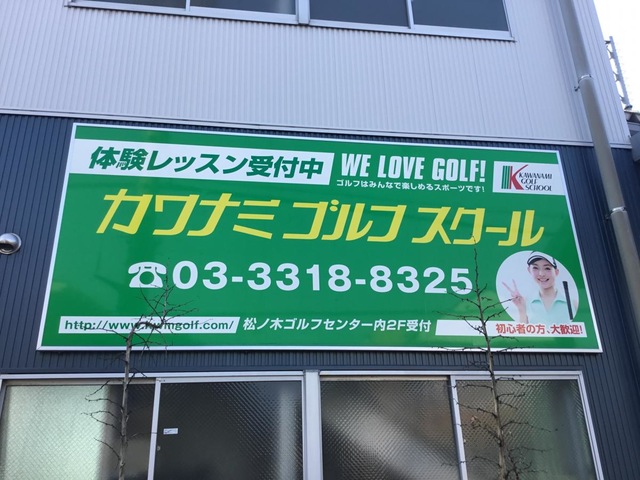 体験レッスン受付中
WE LOVE GOLF!
ゴルフはみんなで楽しめるスポーツです!
KAWANAMI
GOLF
SCHOOL
カワナミゴルフスクール
☎03-3318-8325
松ノ木ゴルフセンター内2F受付
初心者の方、大歓迎!